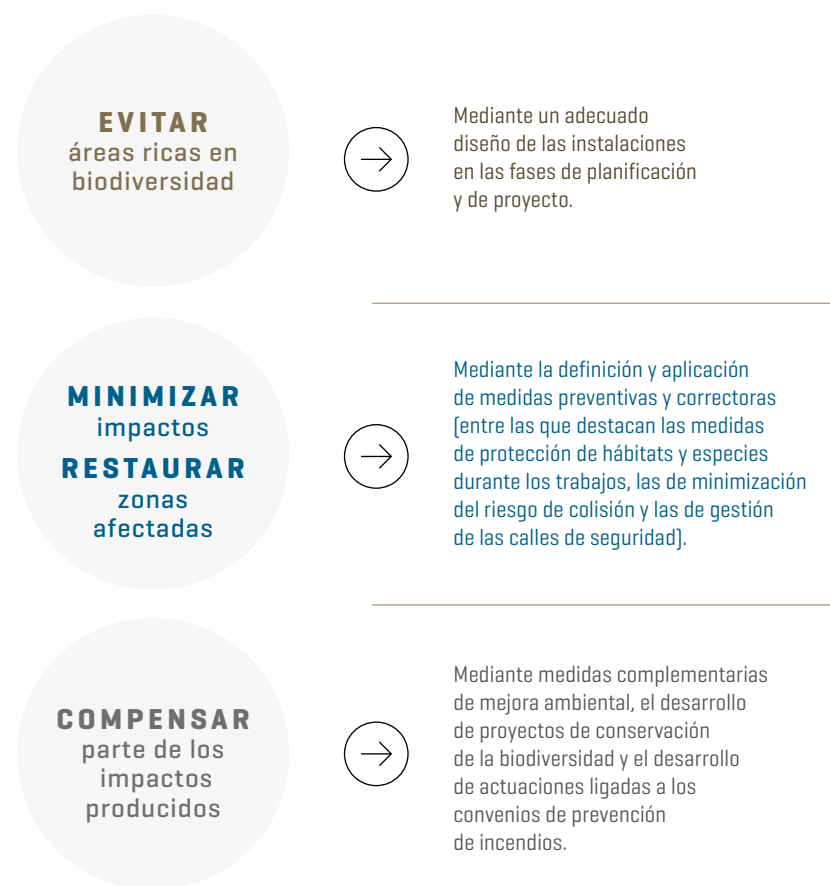 EVITAR
áreas ricas en
biodiversidad
Mediante un adecuado
diseño de las instalaciones
en las fases de planificación
y de proyecto.
MINIMIZAR
impactos
RESTAURAR
zonas
afectadas
Mediante la definición y aplicación
de medidas preventivas y correctoras
(entre las que destacan las medidas
de protección de hábitats y especies
durante los trabajos, las de minimización
del riesgo de colisión y las de gestión
de las calles de seguridad).
COMPENSAR
parte de los
impactos
producidos
Mediante medidas complementarias
de mejora ambiental, el desarrollo
de proyectos de conservación
de la biodiversidad y el desarrollo
de actuaciones ligadas a los
convenios de prevención
de incendios.